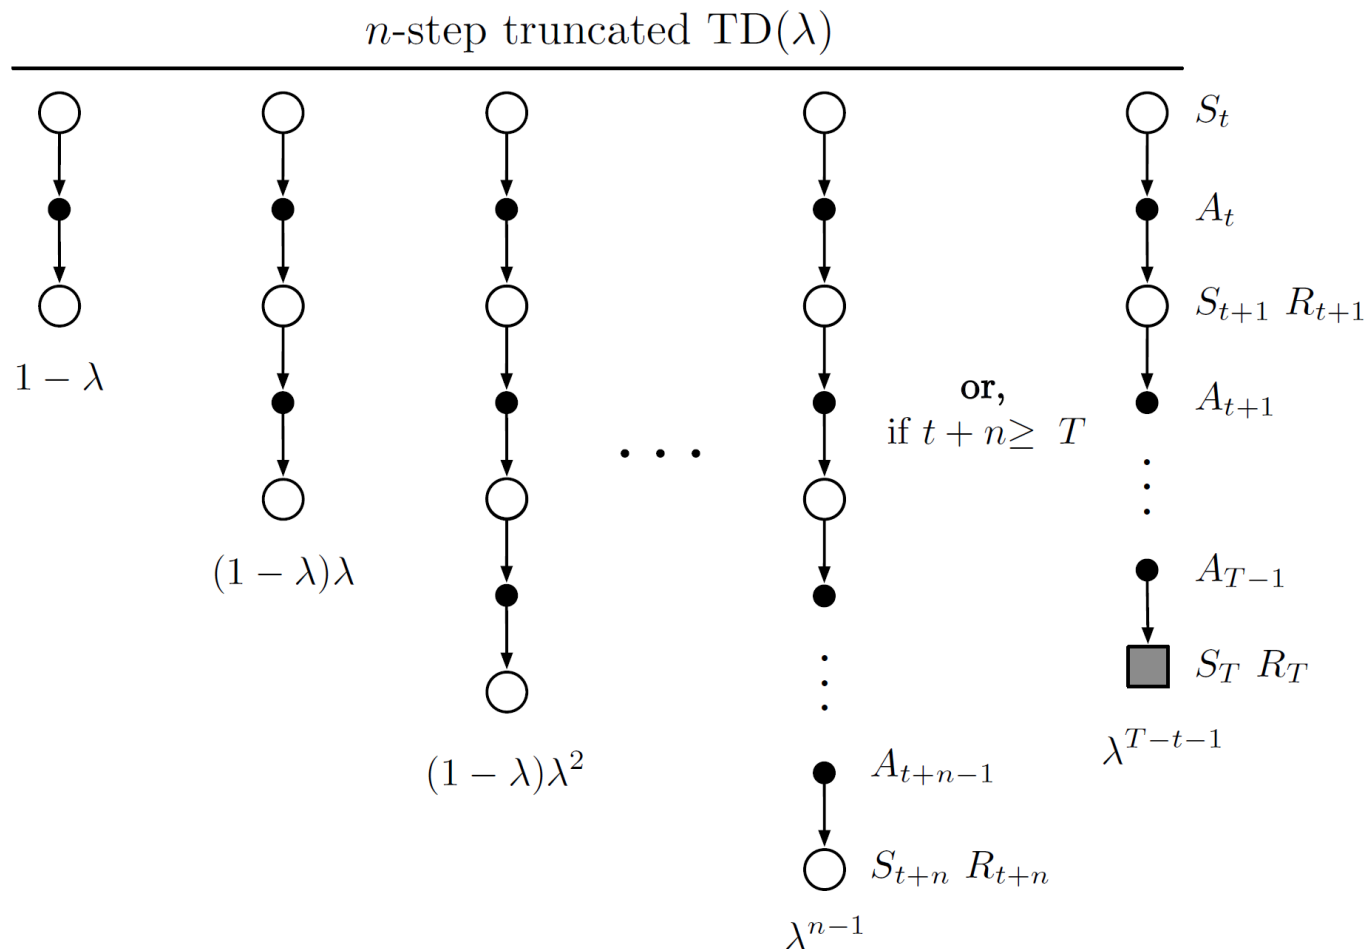 n-step truncated TD(λ)
S_t
A_t
S_{t+1} R_{t+1}
1 − λ
A_{t+1}
or,
if t + n ≥ T
. . .
(1 − λ)λ
A_{T−1}
S_T R_T
(1 − λ)λ^2
λ^{T−t−1}
A_{t+n−1}
S_{t+n} R_{t+n}
λ^{n−1}